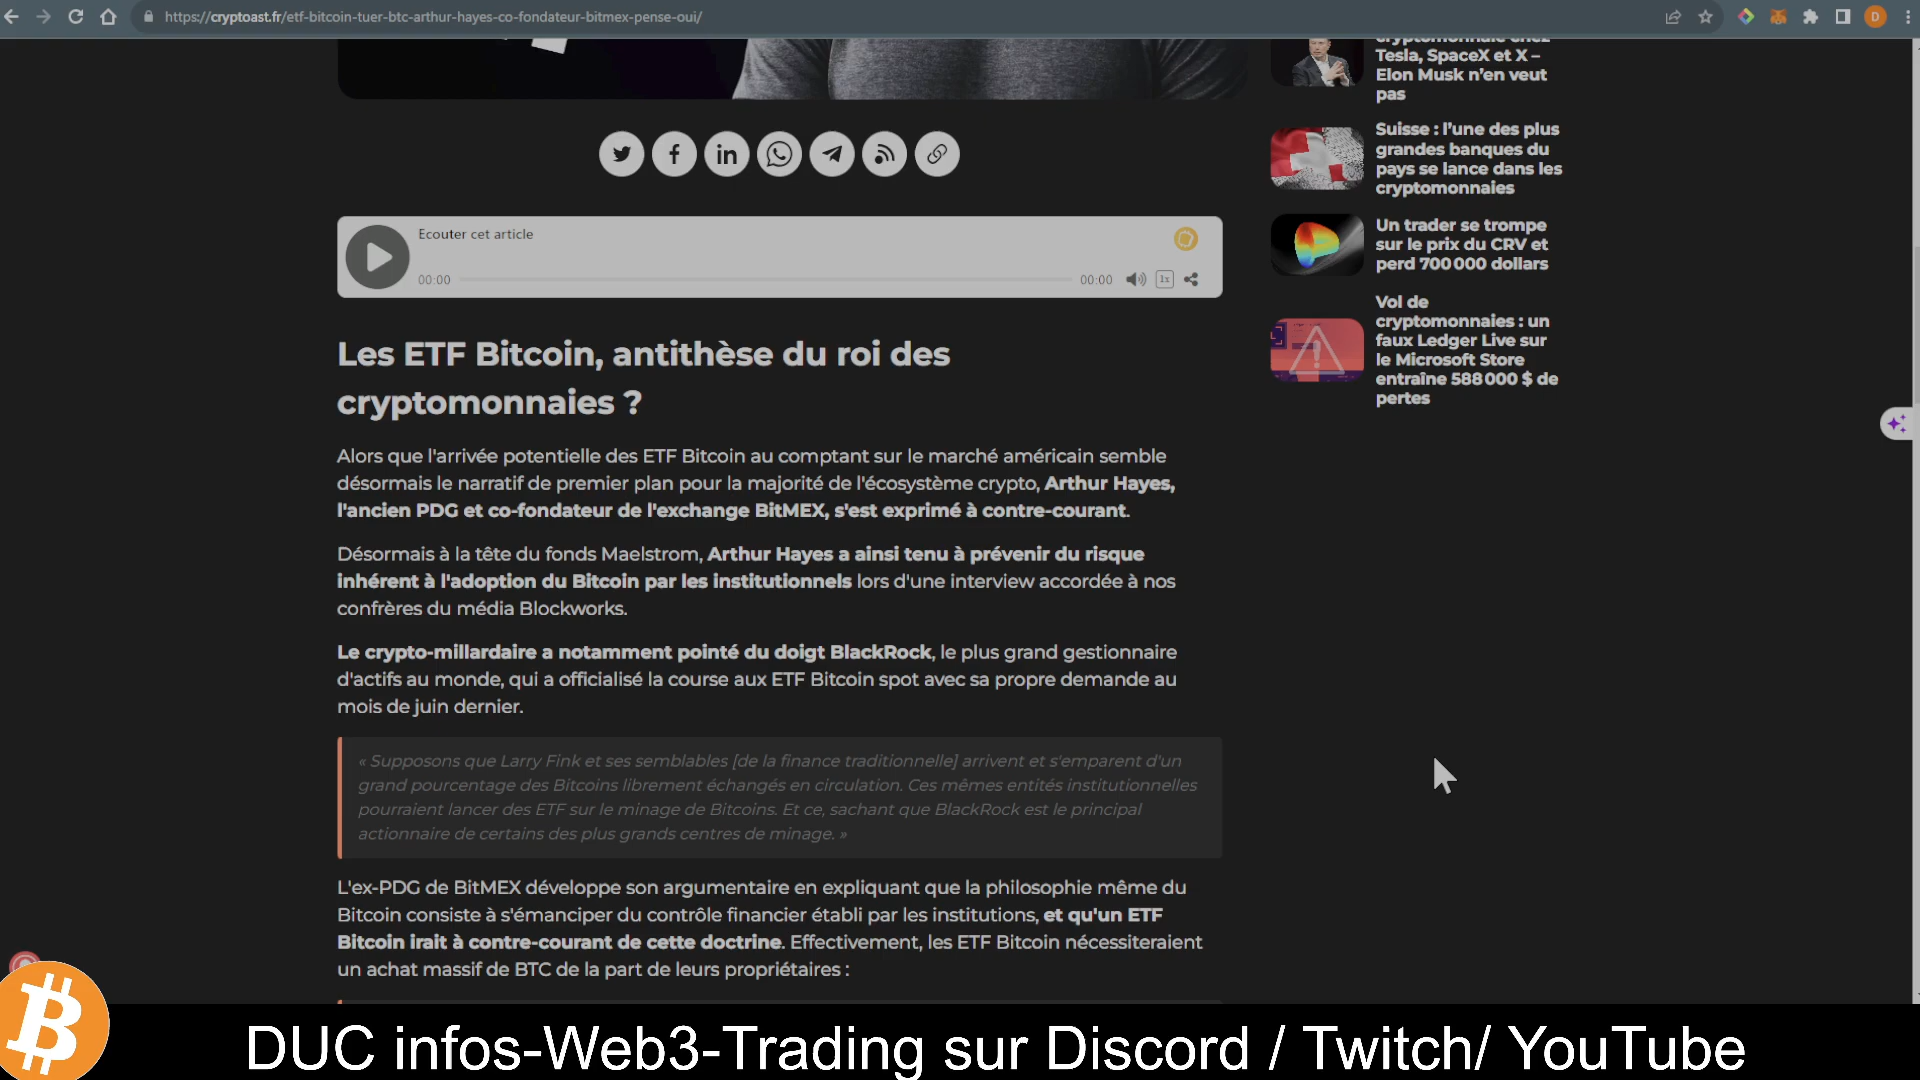 https://cryptoast.fr/etf-bitcoin-tuer-btc-arthur-hayes-co-fondateur-bitmex-pense-oui/
D
Ecouter cet article
00:00
00:00
1x
Les ETF Bitcoin, antithèse du roi des
cryptomonnaies ?
Alors que l'arrivée potentielle des ETF Bitcoin au comptant sur le marché américain semble
désormais le narratif de premier plan pour la majorité de l'écosystème crypto, Arthur Hayes,
l'ancien PDG et co-fondateur de l'exchange BitMEX, s'est exprimé à contre-courant.
Désormais à la tête du fonds Maelstrom, Arthur Hayes a ainsi tenu à prévenir du risque
inhérent à l'adoption du Bitcoin par les institutionnels lors d'une interview accordée à nos
confrères du média Blockworks.
Le crypto-millardaire a notamment pointé du doigt BlackRock, le plus grand gestionnaire
d'actifs au monde, qui a officialisé la course aux ETF Bitcoin spot avec sa propre demande au
mois de juin dernier.
« Supposons que Larry Fink et ses semblables [de la finance traditionnelle] arrivent et s'emparent d'un
grand pourcentage des Bitcoins librement échangés en circulation. Ces mêmes entités institutionnelles
pourraient lancer des ETF sur le minage de Bitcoins. Et ce, sachant que BlackRock est le principal
actionnaire de certains des plus grands centres de minage. »
L'ex-PDG de BitMEX développe son argumentaire en expliquant que la philosophie même du
Bitcoin consiste à s'émanciper du contrôle financier établi par les institutions, et qu'un ETF
Bitcoin irait à contre-courant de cette doctrine. Effectivement, les ETF Bitcoin nécessiteraient
un achat massif de BTC de la part de leurs propriétaires :
cryptomonnaie chez
Tesla, SpaceX et X –
Elon Musk n'en veut
pas
Suisse : l'une des plus
grandes banques du
pays se lance dans les
cryptomonnaies
Un trader se trompe
sur le prix du CRV et
perd 700 000 dollars
Vol de
cryptomonnaies : un
faux Ledger Live sur
le Microsoft Store
entraîne 588 000 $ de
pertes
DUC infos-Web3-Trading sur Discord / Twitch/ YouTube